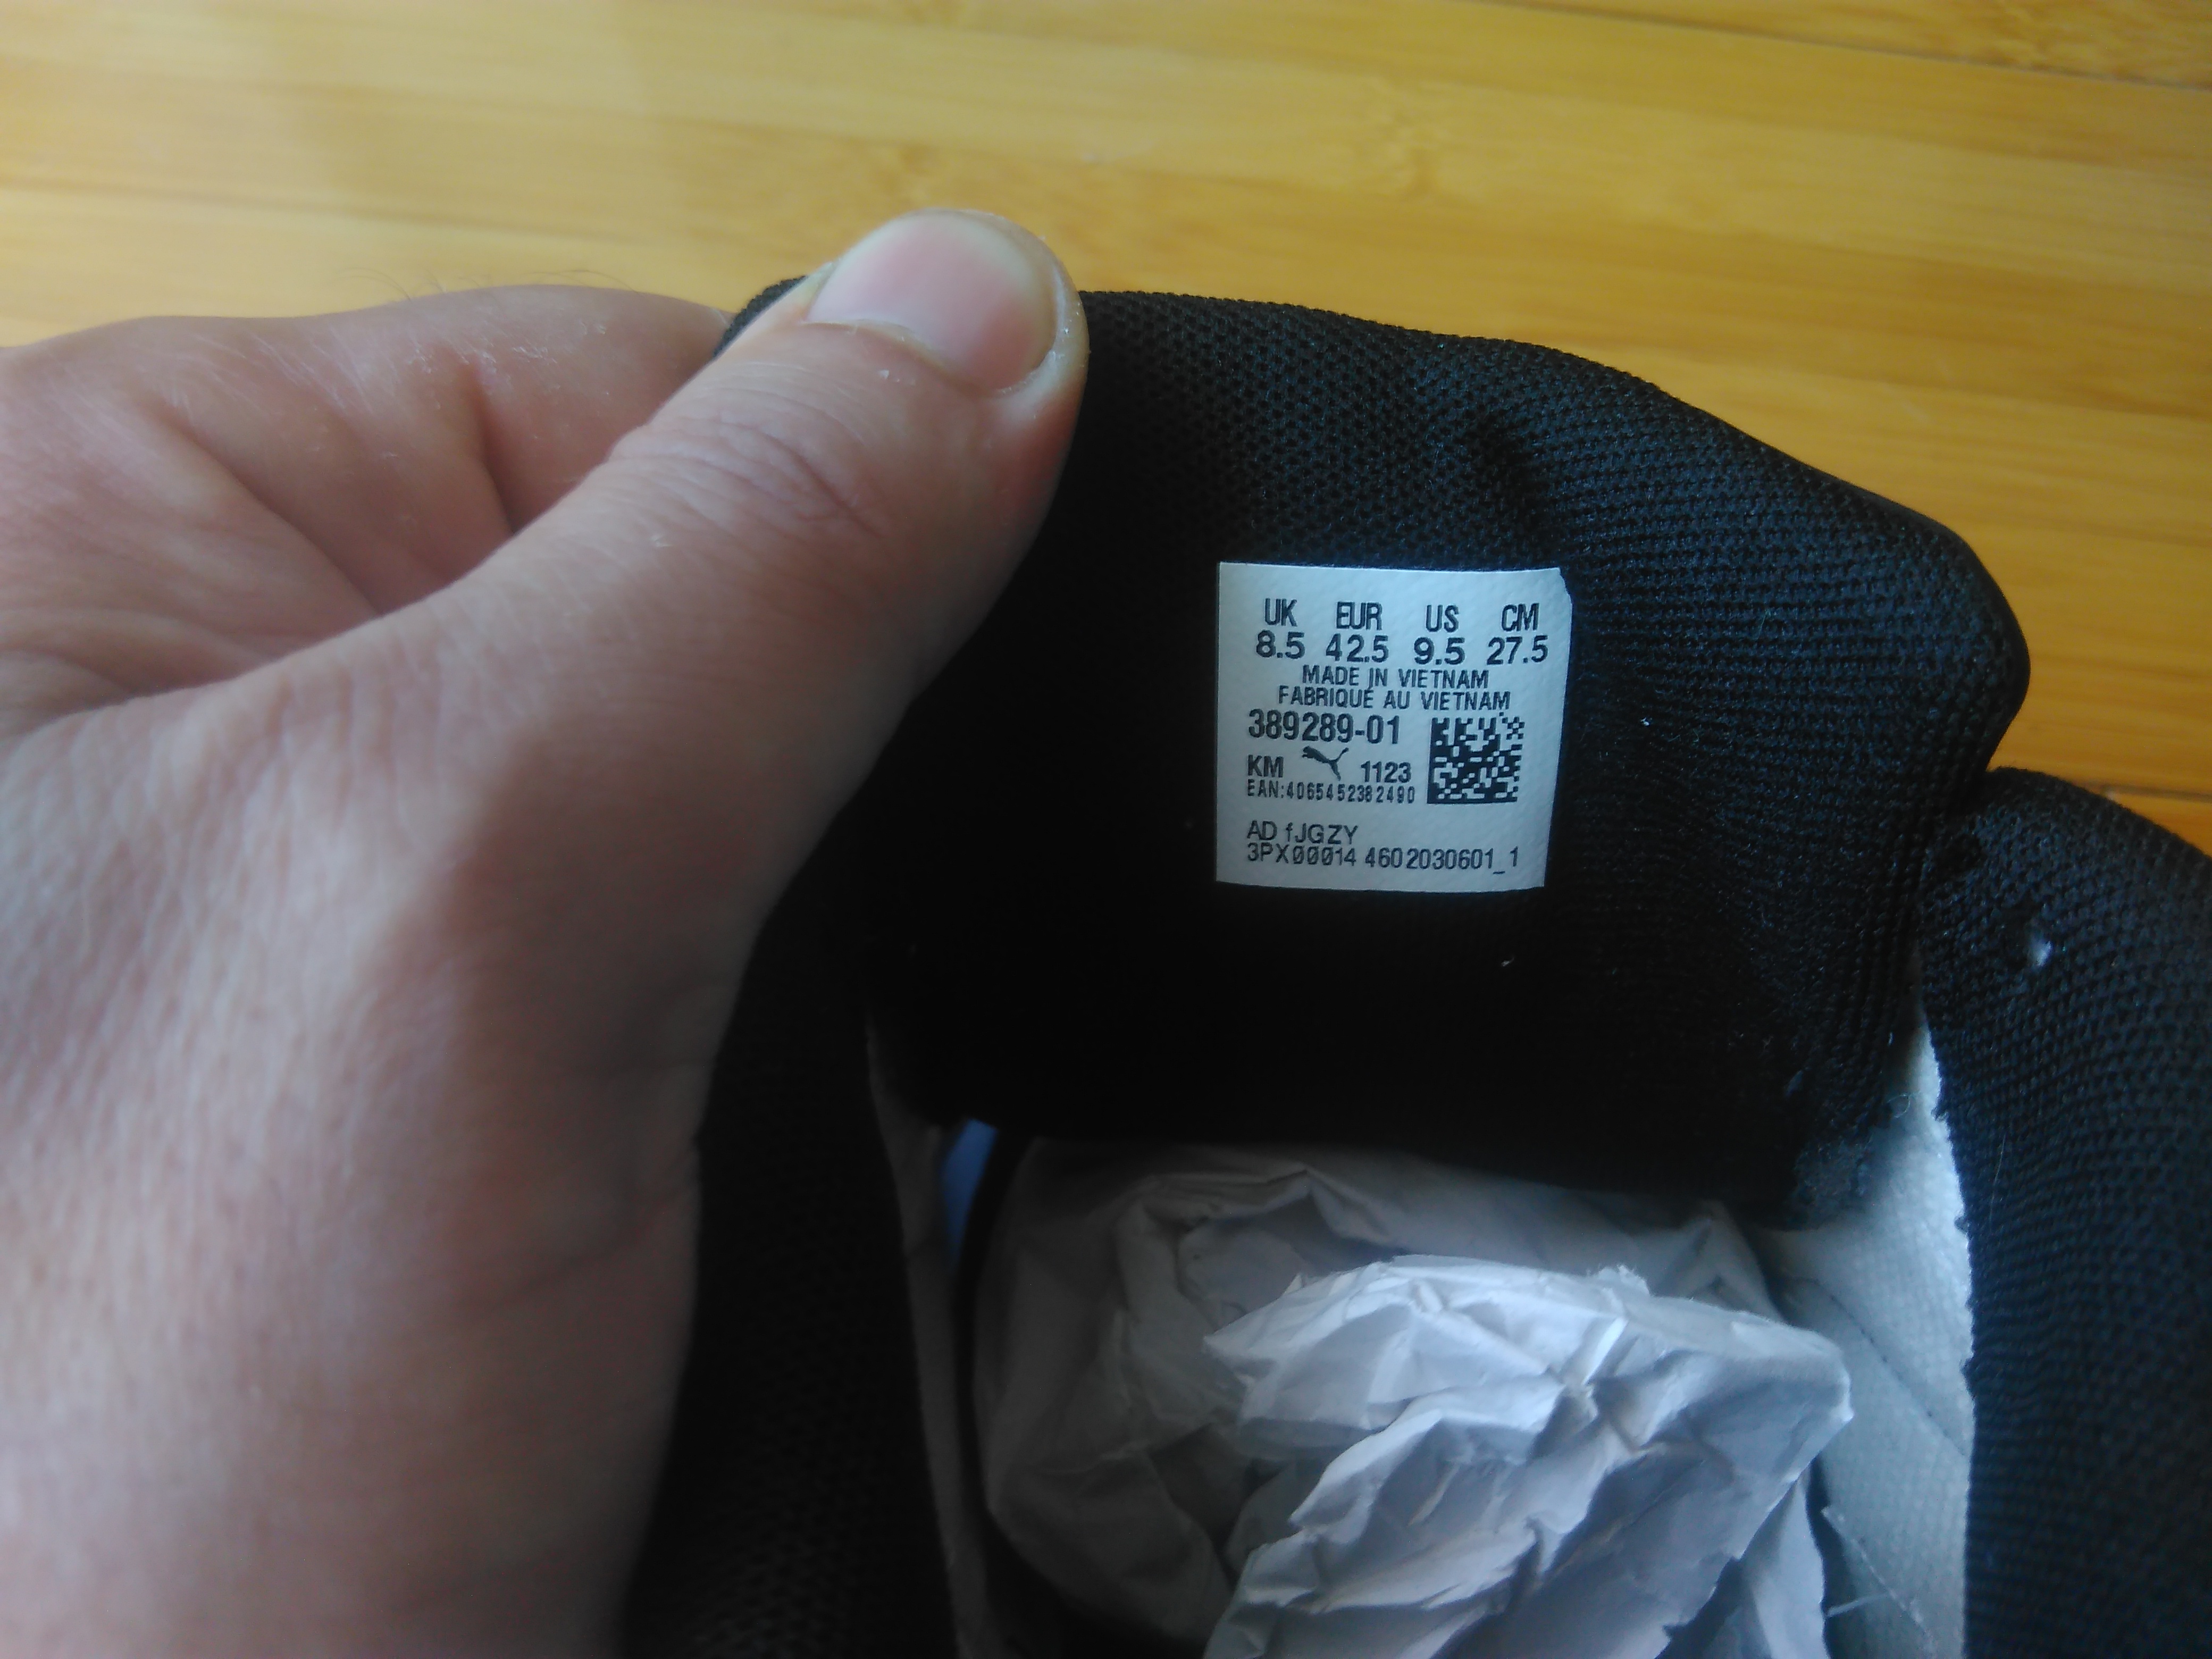 UK EUR US CM
8.5 42.5 9.5 27.5
MADE IN VIETNAM
FABRIQUÉ AU VIETNAM
389289-01
KM 1123
EAN:4065452382490
AD fJGZY
3PX00014 4602030601_1